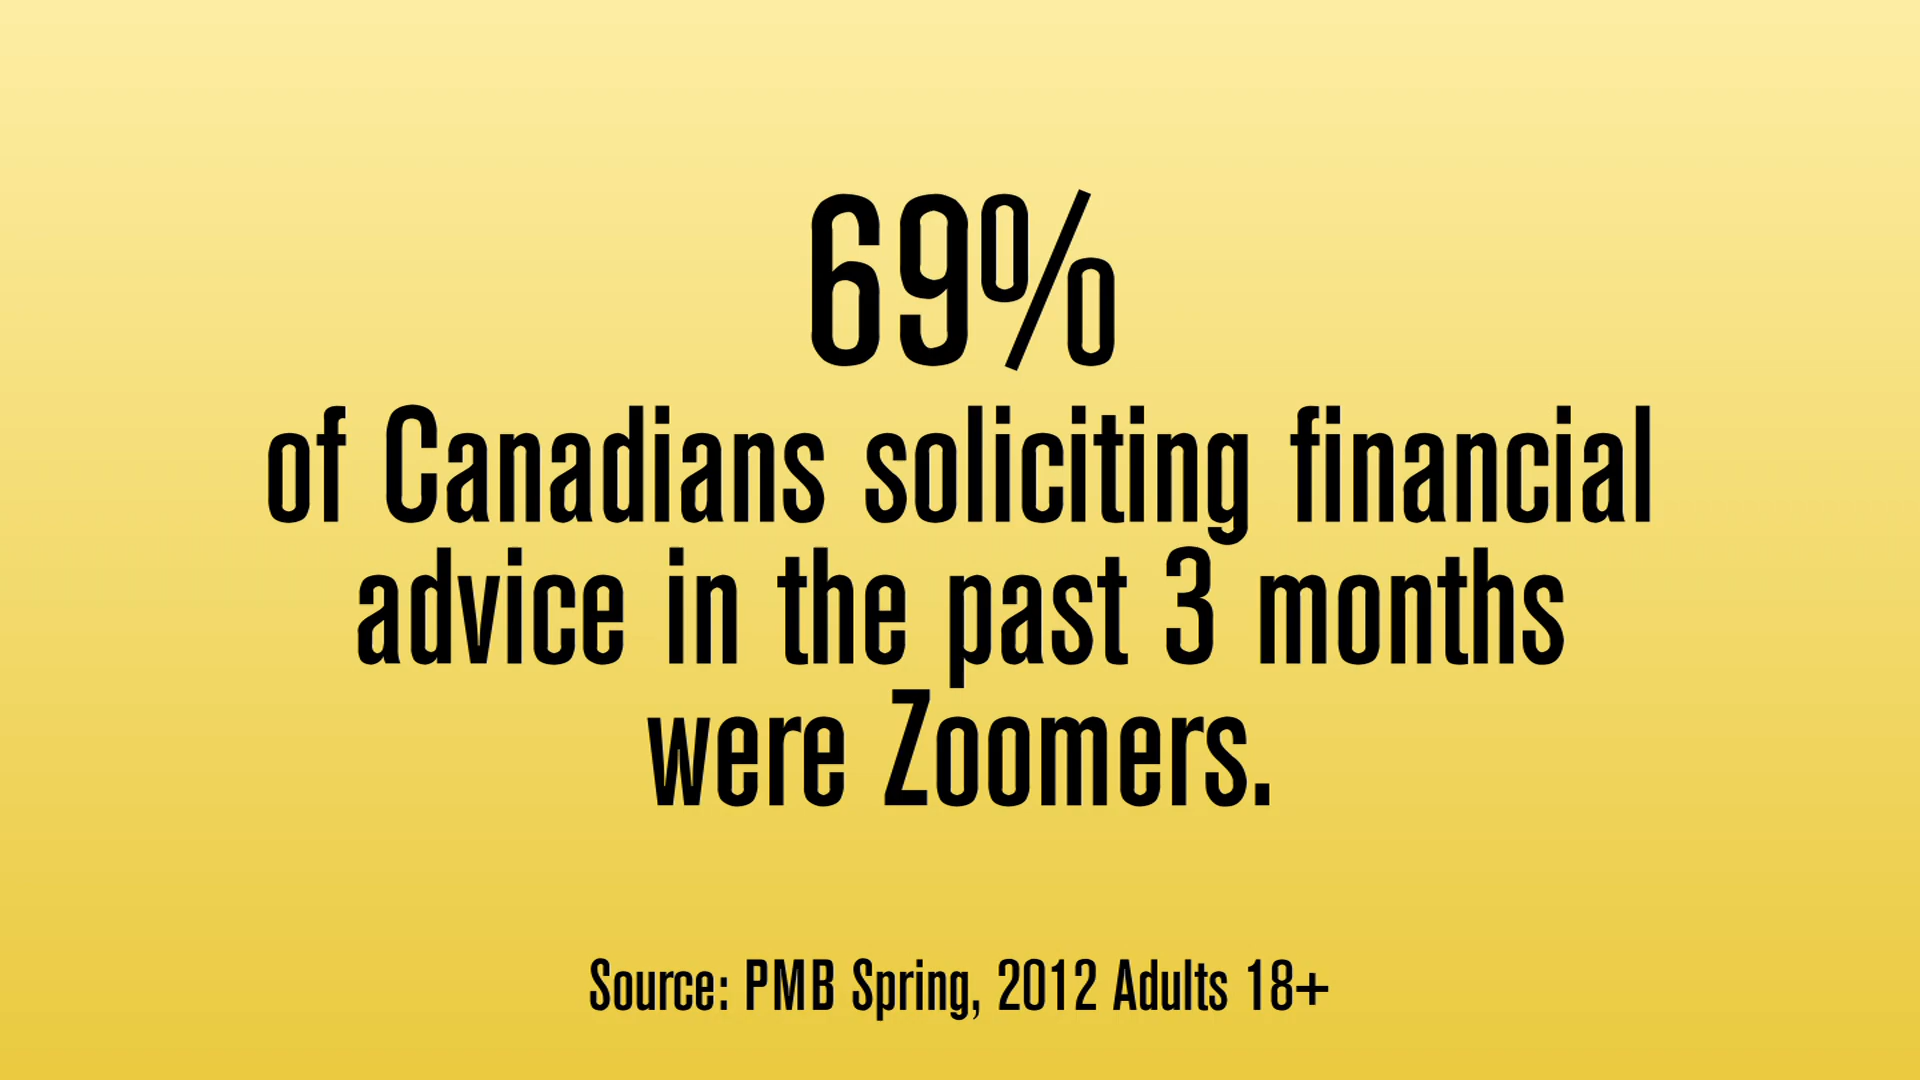 69%
of Canadians soliciting financial
advice in the past 3 months
were Zoomers.
Source: PMB Spring, 2012 Adults 18+